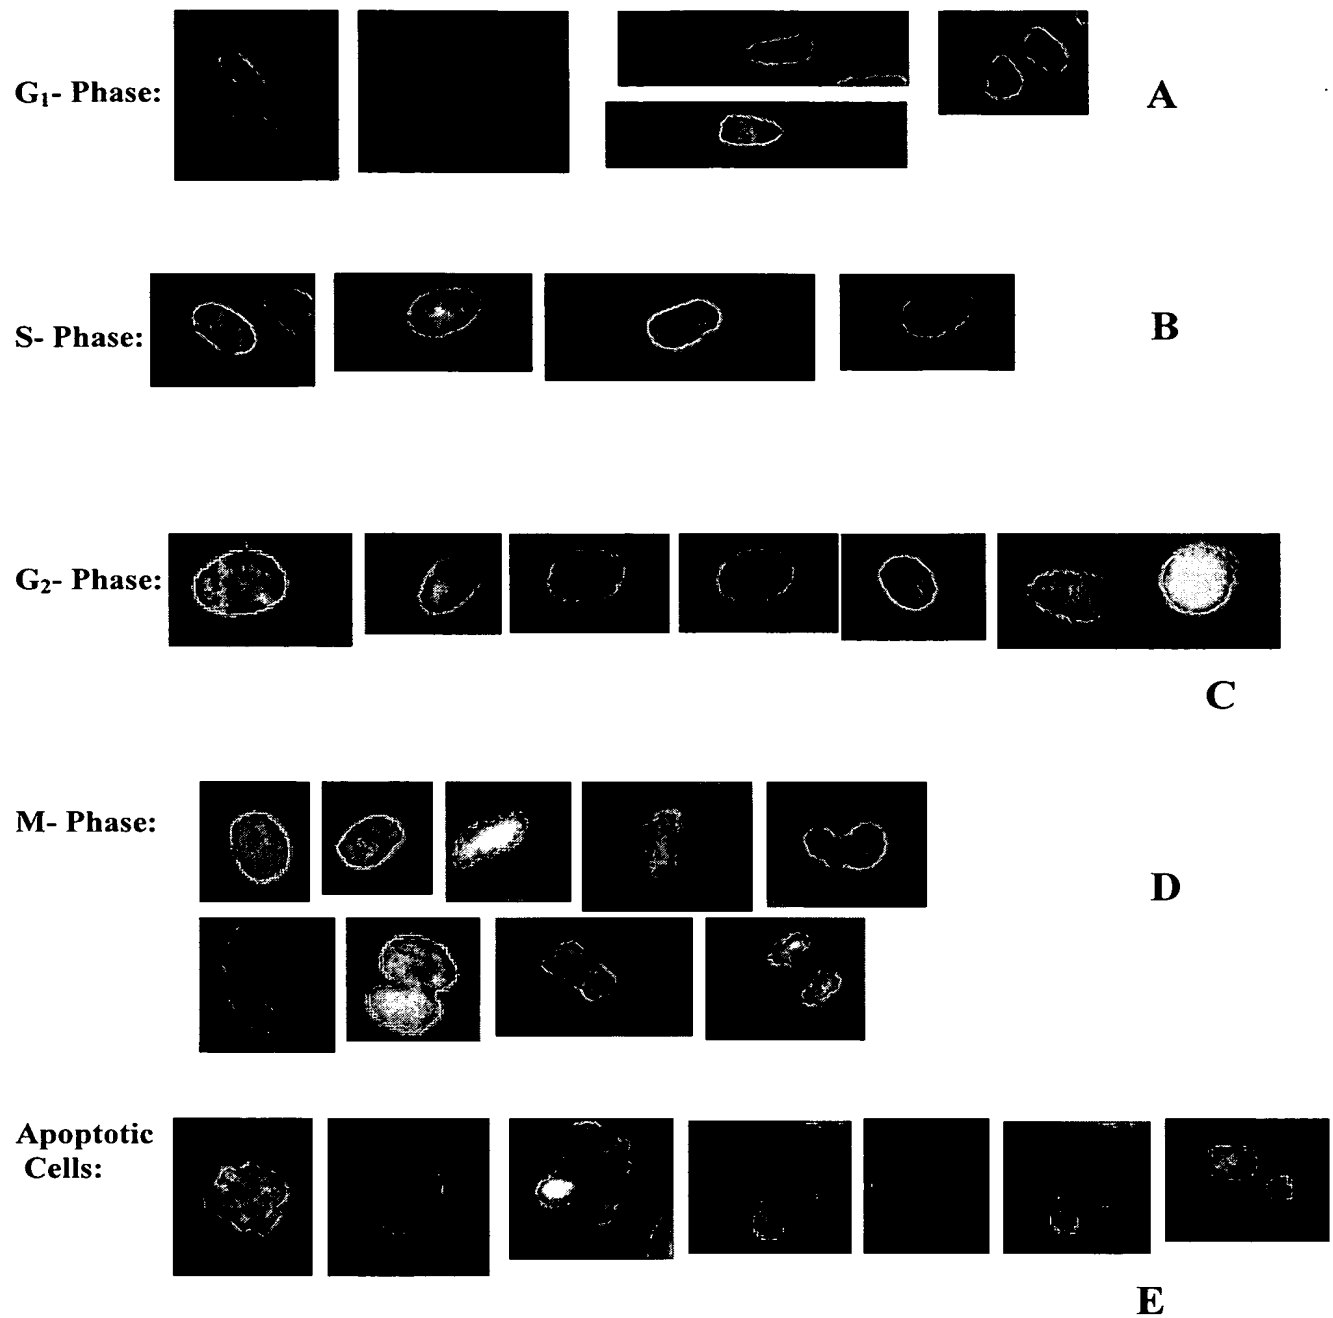 G₁- Phase:
A
S- Phase:
B
G₂- Phase:
C
M- Phase:
D
Apoptotic
Cells:
E